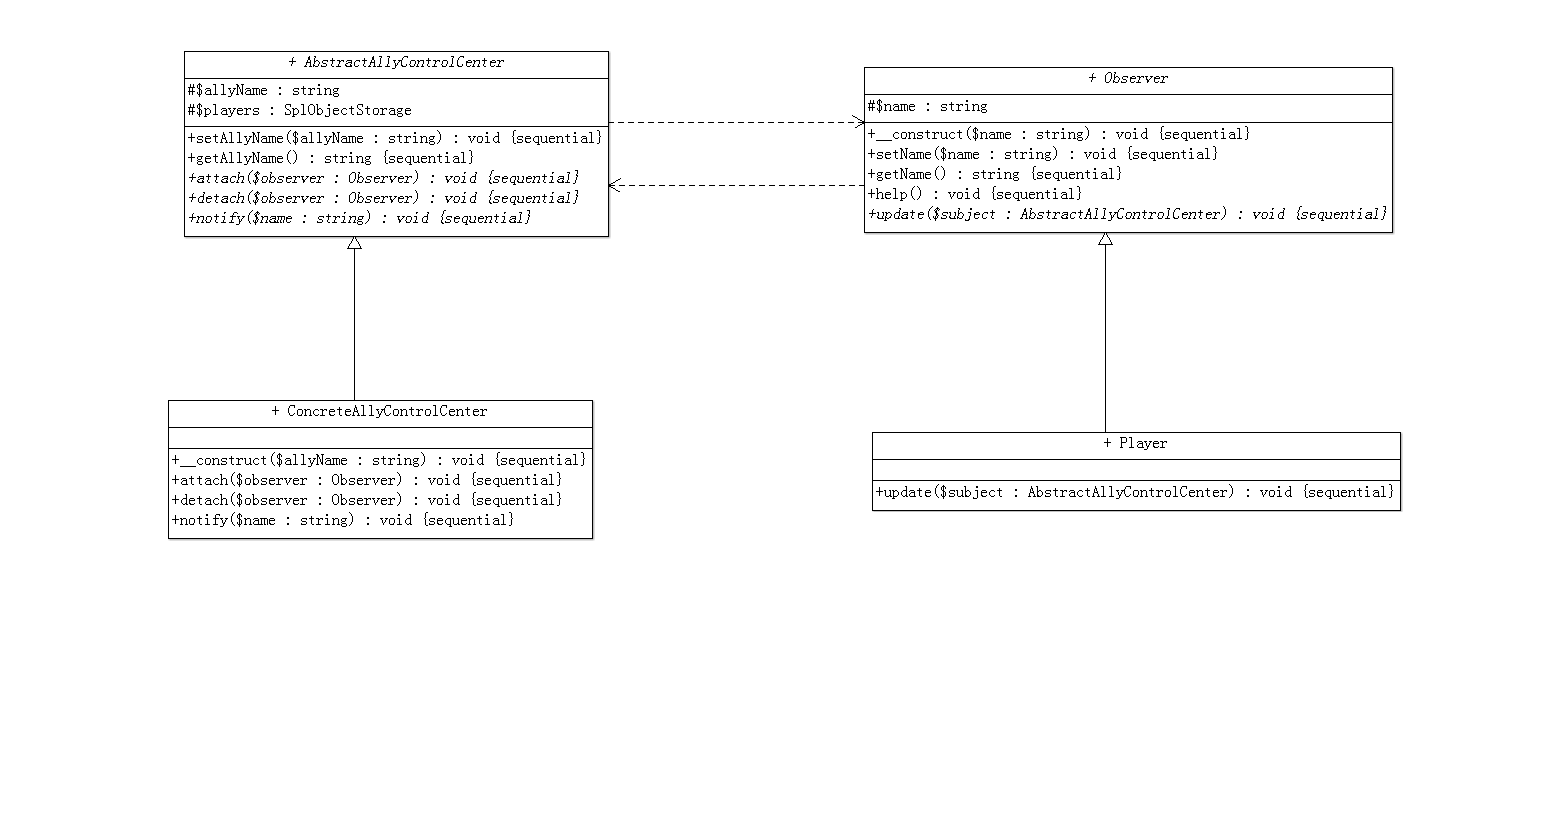 + AbstractAllyControlCenter
#$allyName : string
#$players : SplObjectStorage
+setAllyName($allyName : string) : void {sequential}
+getAllyName() : string {sequential}
+attach($observer : Observer) : void {sequential}
+detach($observer : Observer) : void {sequential}
+notify($name : string) : void {sequential}
+ Observer
#$name : string
+__construct($name : string) : void {sequential}
+setName($name : string) : void {sequential}
+getName() : string {sequential}
+help() : void {sequential}
+update($subject : AbstractAllyControlCenter) : void {sequential}
+ ConcreteAllyControlCenter
+__construct($allyName : string) : void {sequential}
+attach($observer : Observer) : void {sequential}
+detach($observer : Observer) : void {sequential}
+notify($name : string) : void {sequential}
+ Player
+update($subject : AbstractAllyControlCenter) : void {sequential}